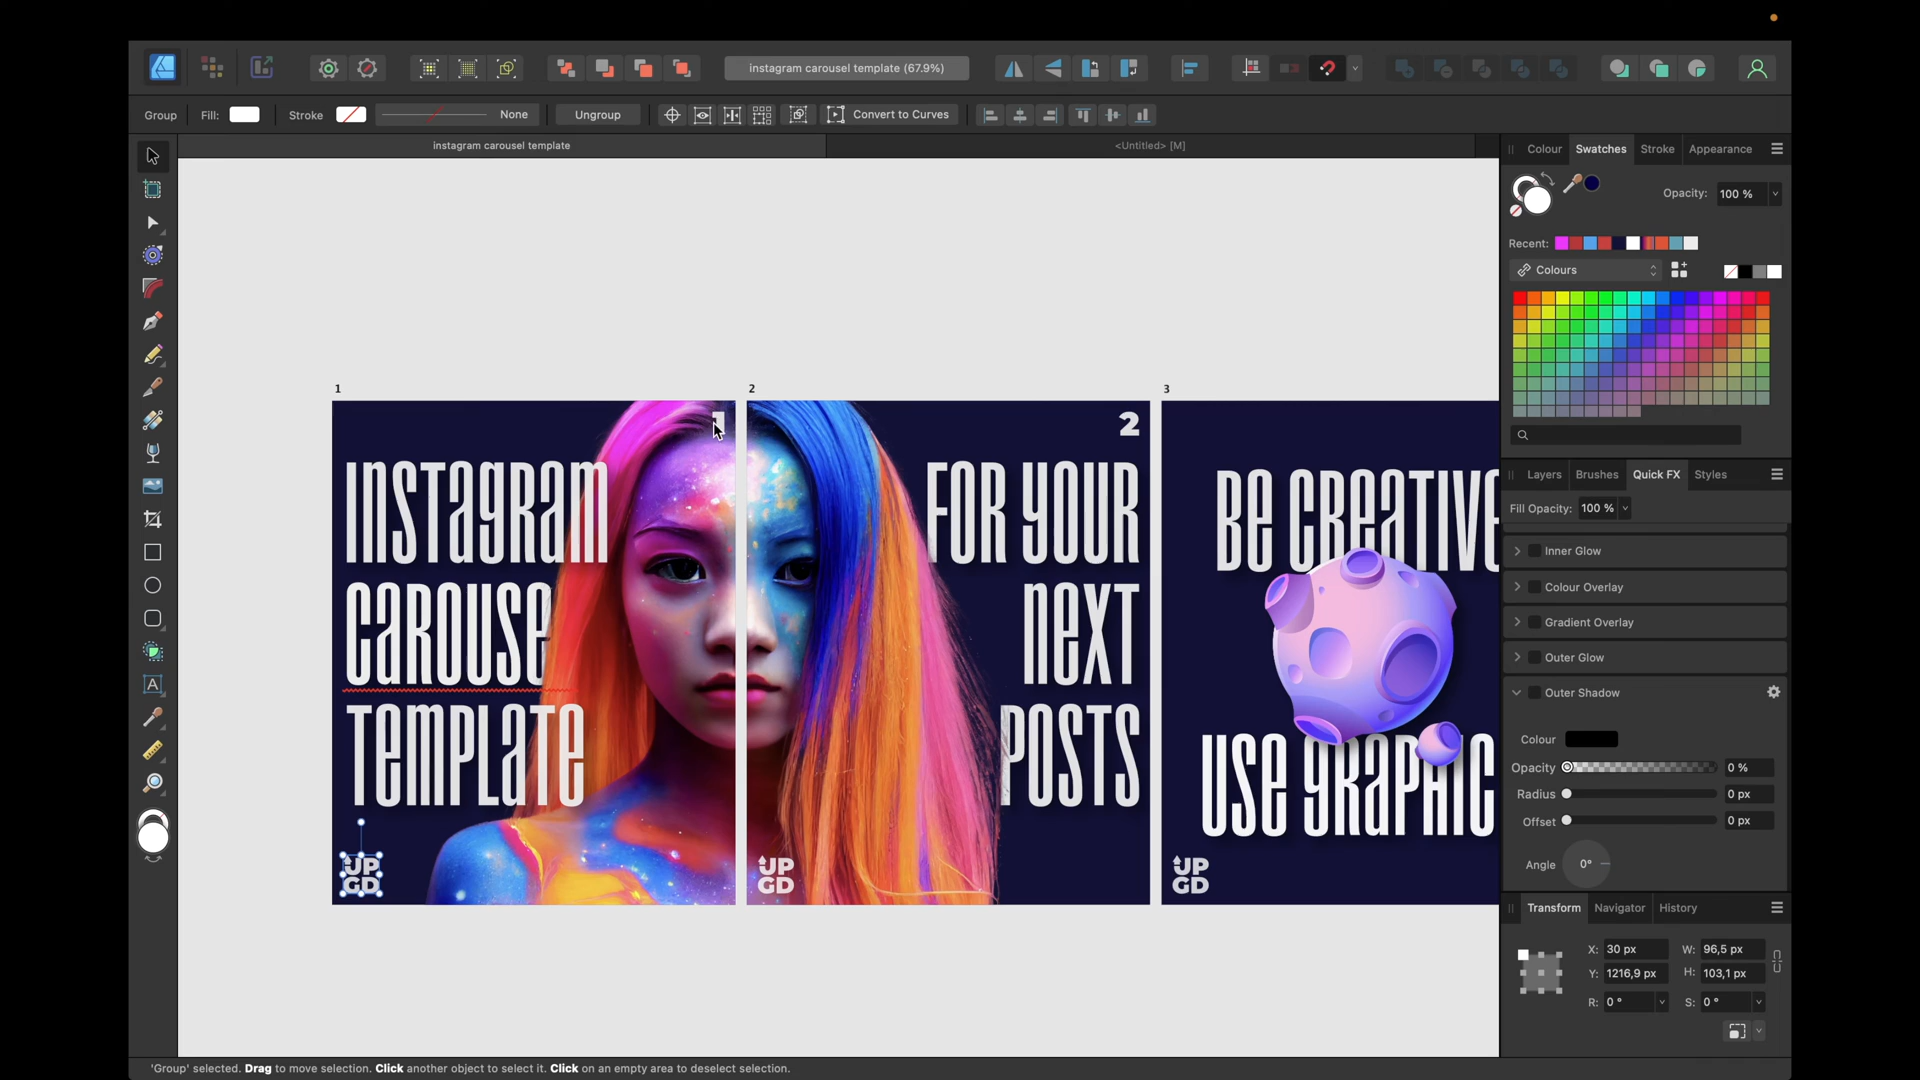 instagram carousel template (67.9%)
Group
Fill:
Stroke
None
Ungroup
Convert to Curves
instagram carousel template
<Untitled> [M]
Colour
Swatches
Stroke
Appearance
Opacity:
100 %
Recent:
Colours
Layers
Brushes
Quick FX
Styles
Fill Opacity:
100 %
Inner Glow
Colour Overlay
Gradient Overlay
Outer Glow
Outer Shadow
Colour
Opacity
0 %
Radius
0 px
Offset
0 px
Angle
0°
Transform
Navigator
History
X:
30 px
W:
96,5 px
Y:
1216,9 px
H:
103,1 px
R:
0 °
S:
0 °
1
1
INSTAGRAM
CAROUSE
TEMPLATE
UP
GD
2
2
FOR YOUR
NEXT
POSTS
UP
GD
3
BE CREATIVE
USE GRAPHIC
UP
GD
'Group' selected. Drag to move selection. Click another object to select it. Click on an empty area to deselect selection.